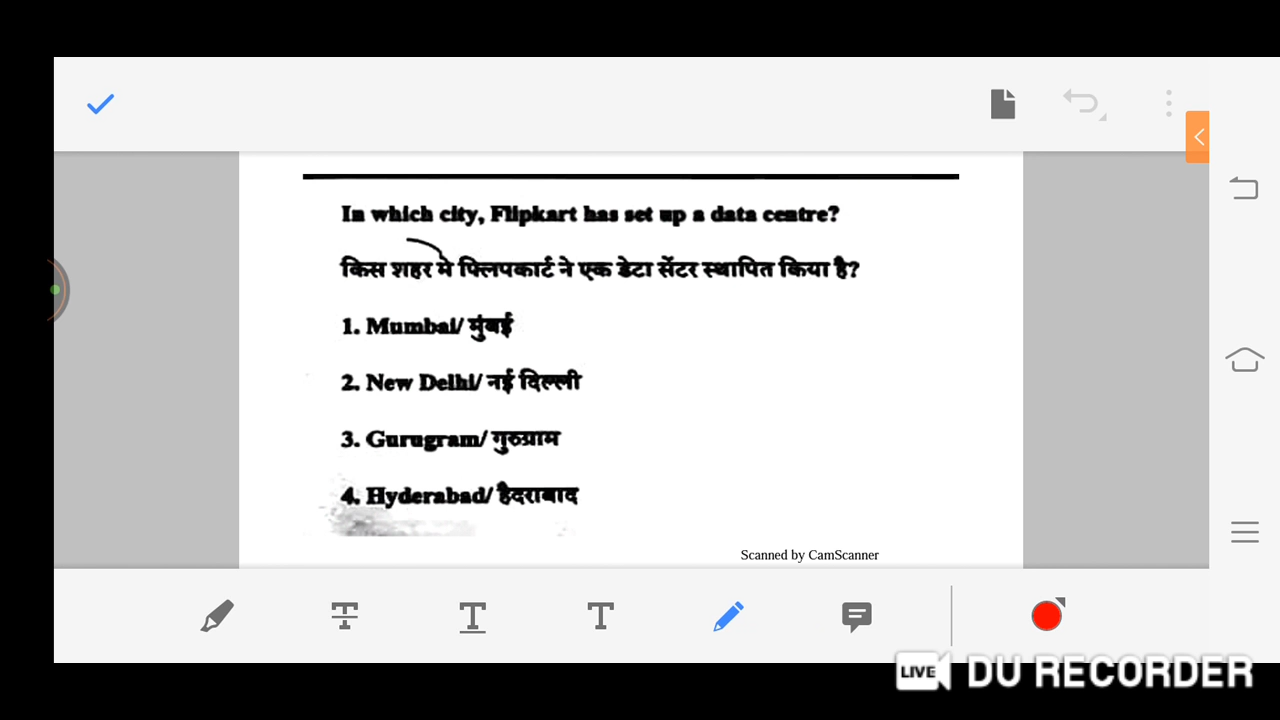 In which city, Flipkart has set up a data centre?
किस शहर मे फ्लिपकार्ट ने एक डेटा सेंटर स्थापित किया है?
1. Mumbai/ मुंबई
2. New Delhi/ नई दिल्ली
3. Gurugram/ गुरुग्राम
4. Hyderabad/ हैदराबाद
Scanned by CamScanner
T T T
LIVE DU RECORDER